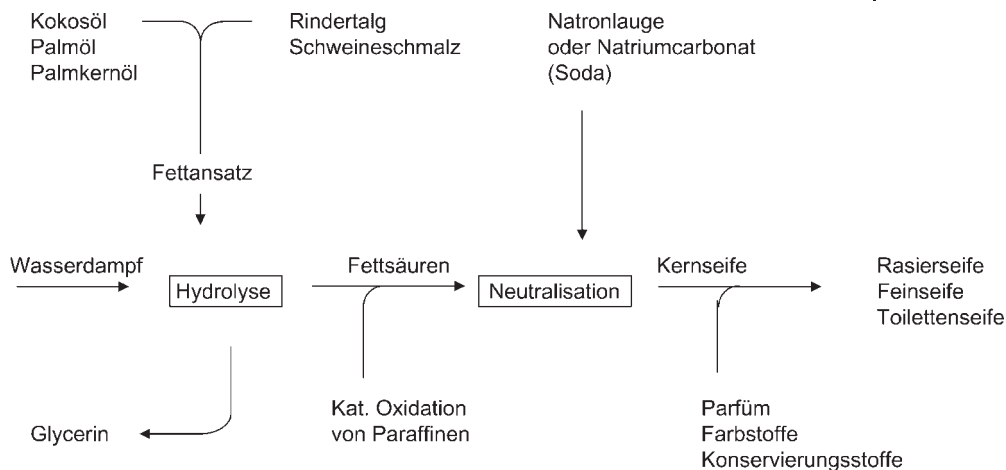 Kokosöl
Palmöl
Palmkernöl
Rindertalg
Schweineschmalz
Natronlauge
oder Natriumcarbonat
(Soda)
Fettansatz
Wasserdampf
Hydrolyse
Fettsäuren
Neutralisation
Kernseife
Rasierseife
Feinseife
Toilettenseife
Glycerin
Kat. Oxidation
von Paraffinen
Parfüm
Farbstoffe
Konservierungsstoffe